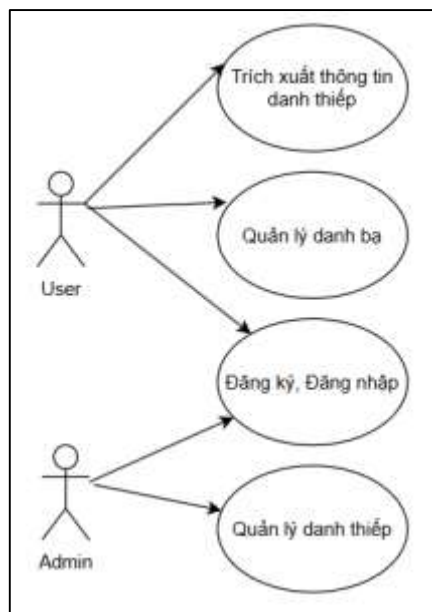 Trích xuất thông tin
danh thiếp
Quản lý danh bạ
User
Đăng ký, Đăng nhập
Quản lý danh thiếp
Admin